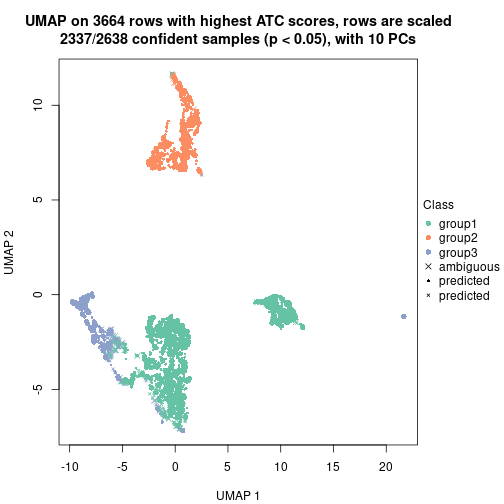 UMAP on 3664 rows with highest ATC scores, rows are scaled
2337/2638 confident samples (p < 0.05), with 10 PCs
10
5
0
-5
UMAP 2
-10
-5
0
5
10
15
20
UMAP 1
Class
group1
group2
group3
ambiguous
predicted
predicted